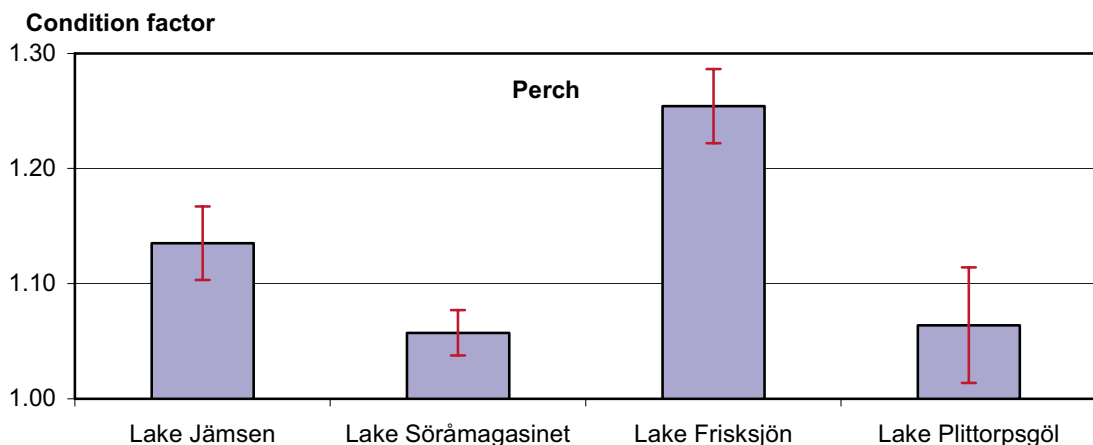 Condition factor
1.30
Perch
1.20
1.10
1.00
Lake Jämsen Lake Söråmagasinet Lake Frisksjön Lake Plittorpsgöl